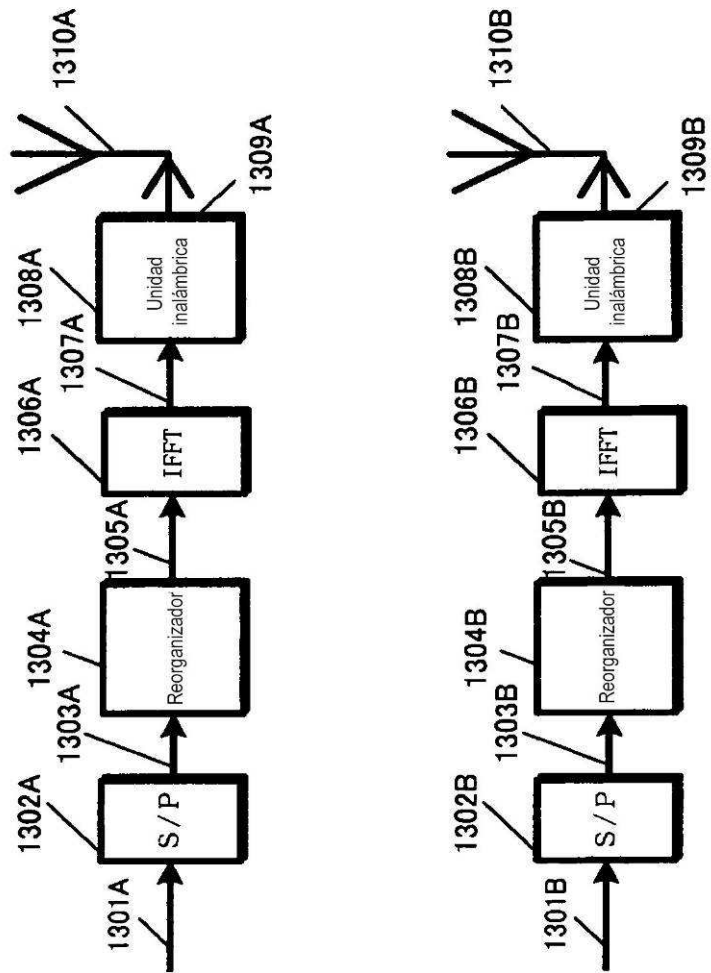 1301A
1302A
S/P
1303A
1304A
Reorganizador
1305A
1306A
IFFT
1307A
1308A
Unidad
inalámbrica
1309A
1310A
1301B
1302B
S/P
1303B
1304B
Reorganizador
1305B
1306B
IFFT
1307B
1308B
Unidad
inalámbrica
1309B
1310B